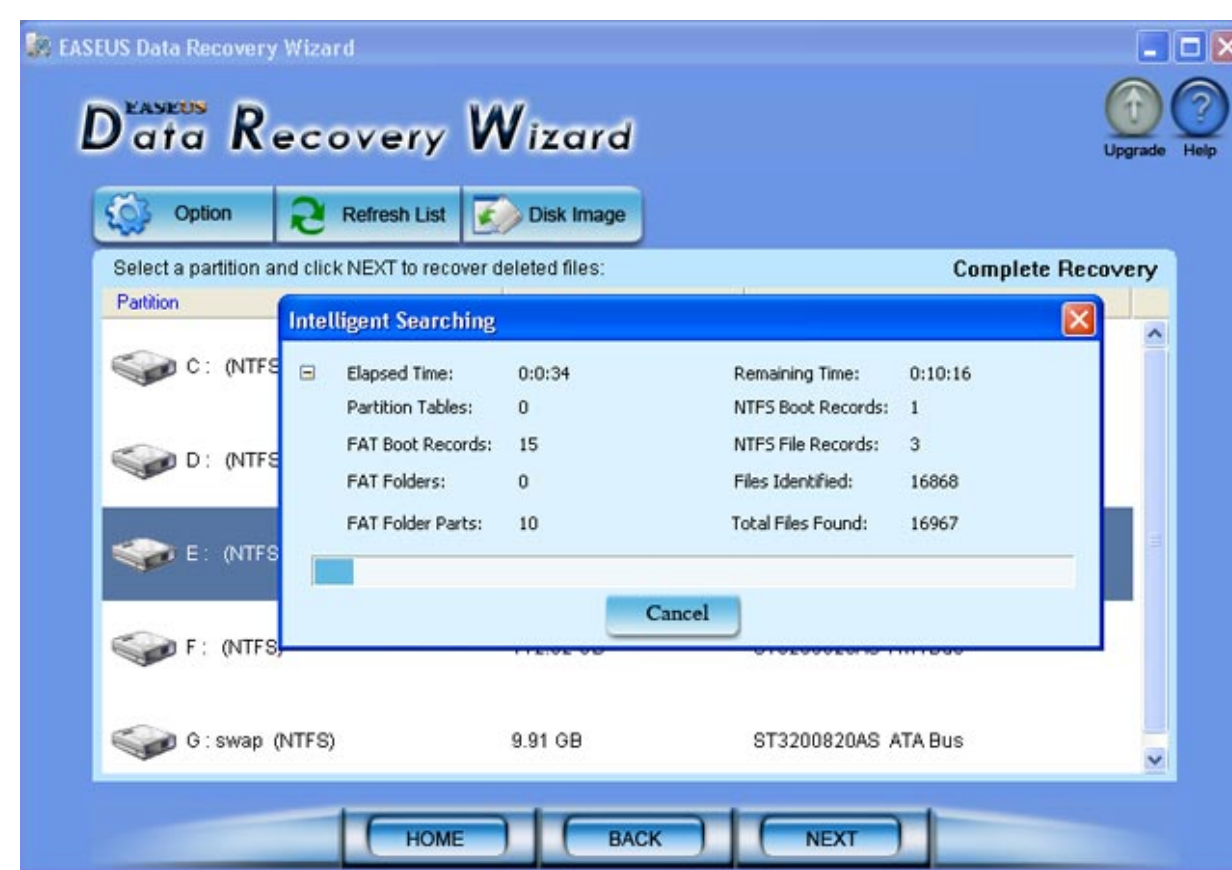 EASEUS Data Recovery Wizard
EASEUS
Data Recovery Wizard
Upgrade Help
Option Refresh List Disk Image
Select a partition and click NEXT to recover deleted files: Complete Recovery
Partition
Intelligent Searching
C: (NTFS
Elapsed Time: 0:0:34 Remaining Time: 0:10:16
Partition Tables: 0 NTFS Boot Records: 1
D: (NTFS
FAT Boot Records: 15 NTFS File Records: 3
FAT Folders: 0 Files Identified: 16868
FAT Folder Parts: 10 Total Files Found: 16967
E: (NTFS
Cancel
F: (NTFS)
G: swap (NTFS) 9.91 GB ST3200820AS ATA Bus
HOME BACK NEXT